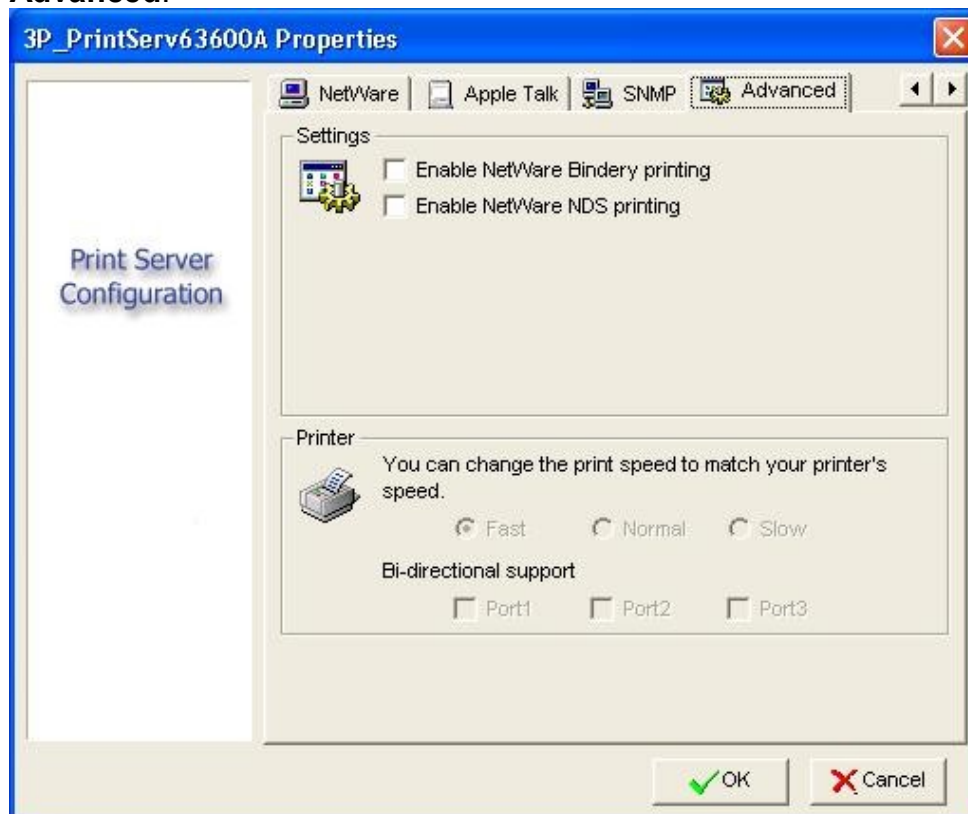 Advanced.
3P_PrintServ63600A Properties
NetWare
Apple Talk
SNMP
Advanced
Print Server
Configuration
Settings
Enable NetWare Bindery printing
Enable NetWare NDS printing
Printer
You can change the print speed to match your printer's
speed.
Fast
Normal
Slow
Bi-directional support
Port1
Port2
Port3
OK
Cancel